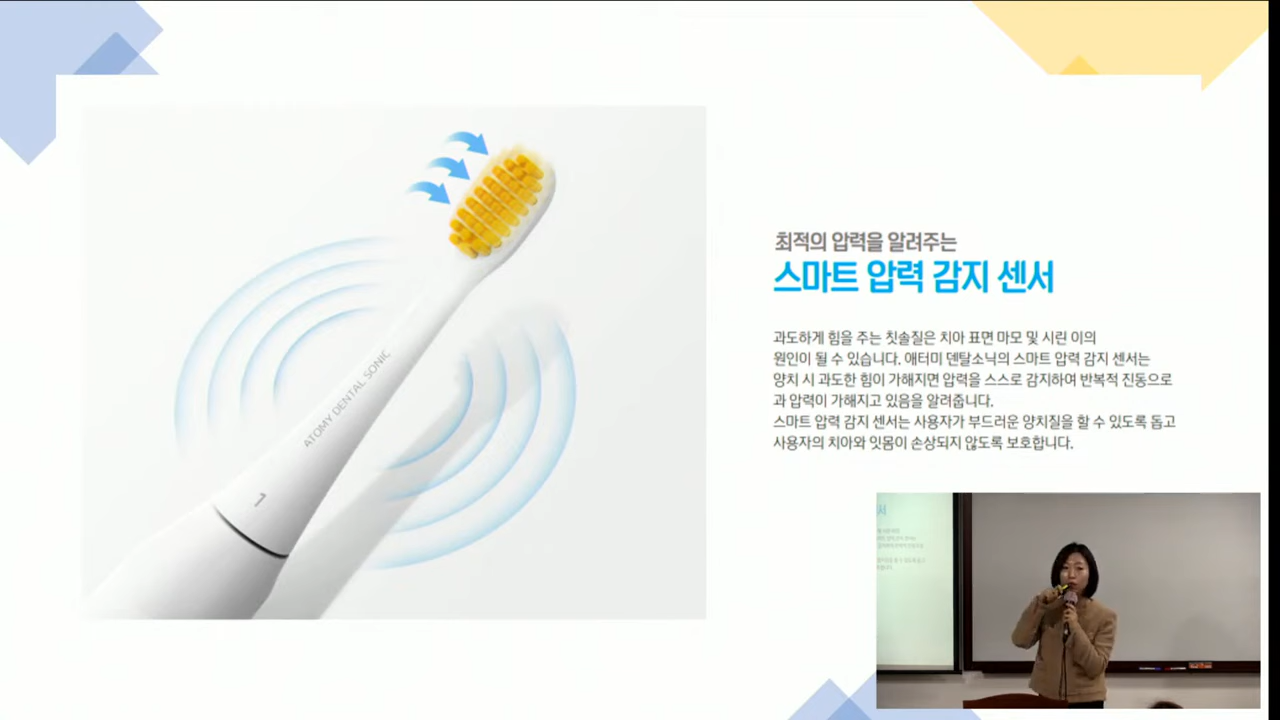 최적의 압력을 알려주는
스마트 압력 감지 센서
과도하게 힘을 주는 칫솔질은 치아 표면 마모 및 시린 이의
원인이 될 수 있습니다. 애터미 덴탈소닉의 스마트 압력 감지 센서는
양치 시 과도한 힘이 가해지면 압력을 스스로 감지하여 반복적 진동으로
과 압력이 가해지고 있음을 알려줍니다.
스마트 압력 감지 센서는 사용자가 부드러운 양치질을 할 수 있도록 돕고
사용자의 치아와 잇몸이 손상되지 않도록 보호합니다.
ATOMY DENTAL SONIC
1
서